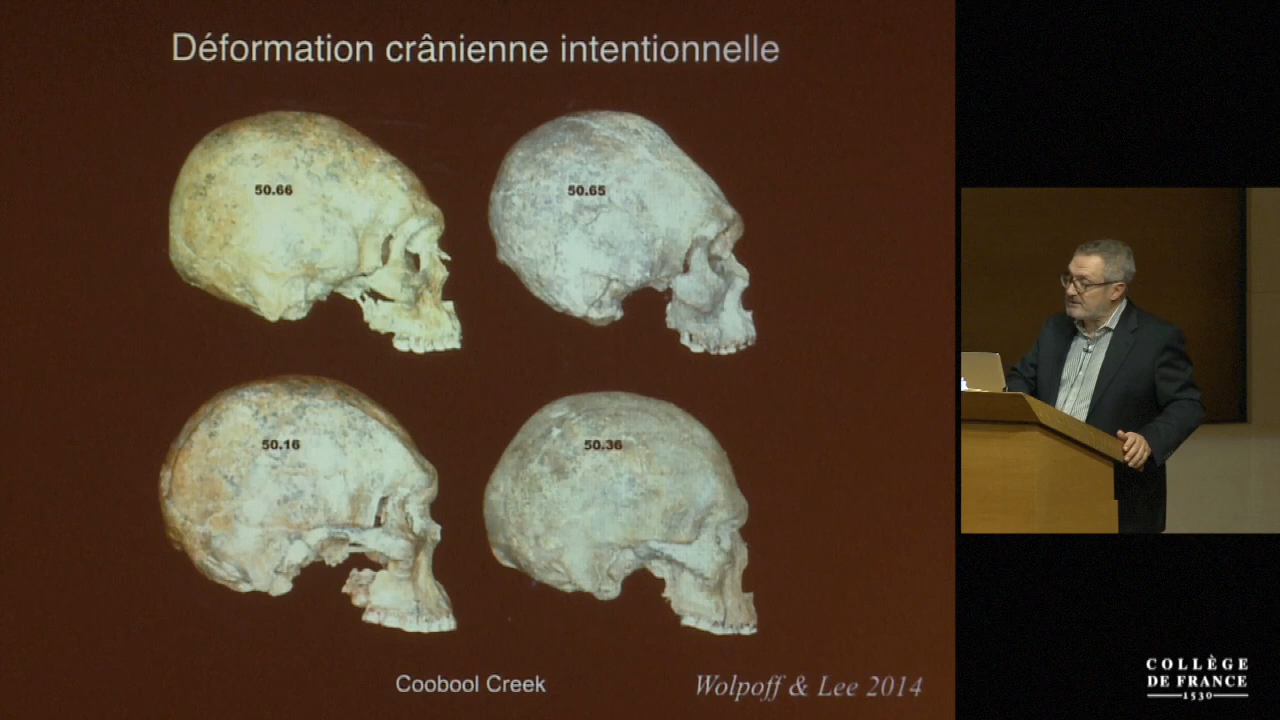 Déformation crânienne intentionnelle
50.66
50.65
50.16
50.36
Coobool Creek
Wolpoff & Lee 2014
COLLÈGE
DE FRANCE
1530